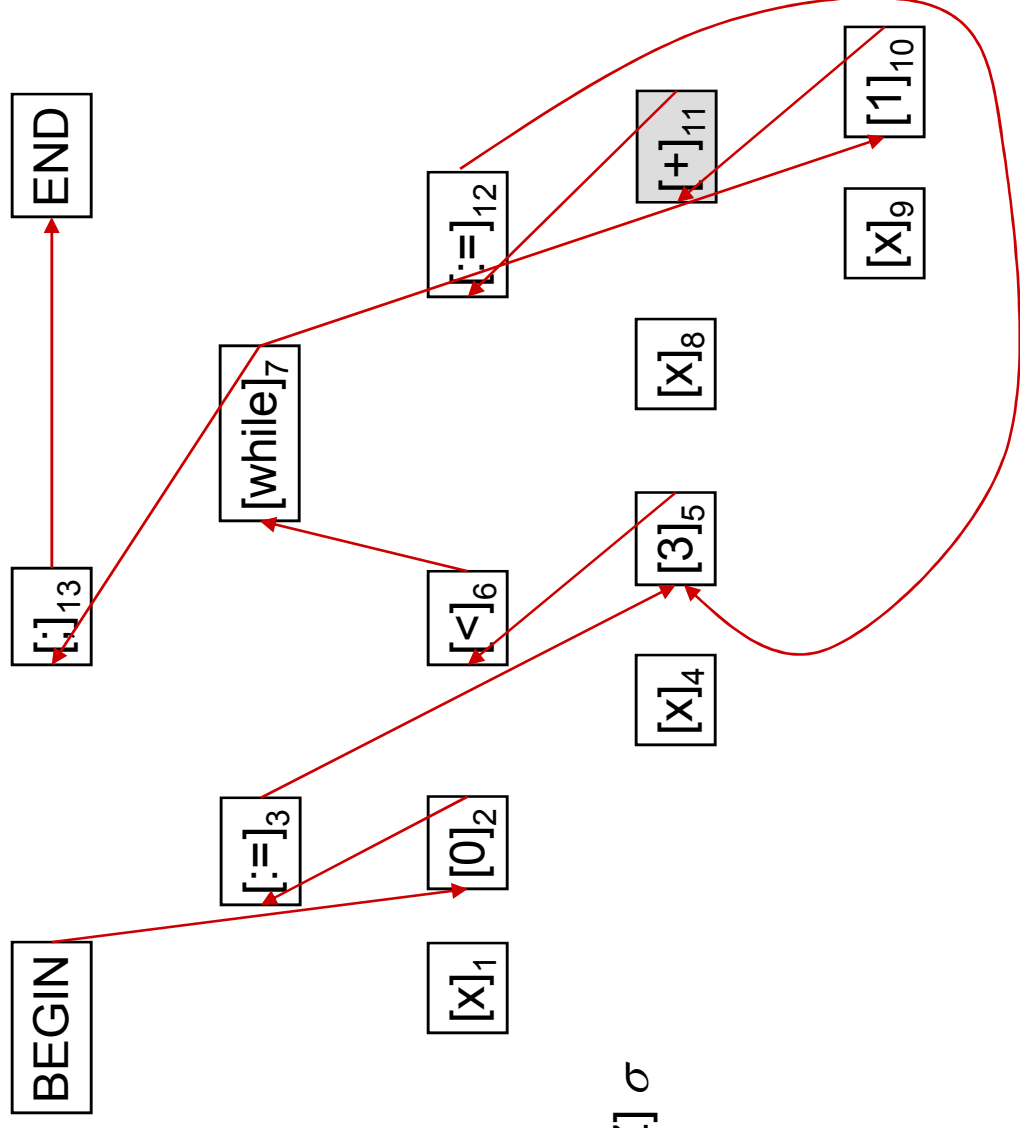 BEGIN
[;]13
END
[:=]3
[while]7
[x]1
[0]2
[<]6
[:=]12
] σ
[x]4
[3]5
[x]8
[+]11
[x]9
[1]10